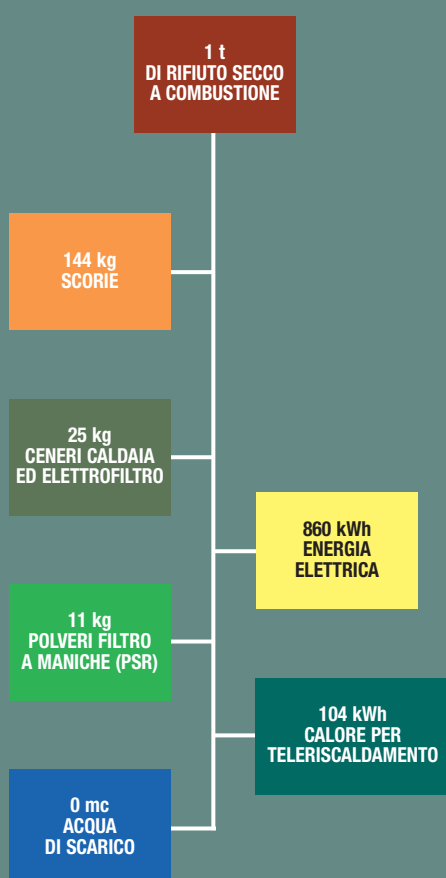 1 t
DI RIFIUTO SECCO
A COMBUSTIONE
144 kg
SCORIE
25 kg
CENERI CALDAIA
ED ELETTROFILTRO
860 kWh
ENERGIA
ELETTRICA
11 kg
POLVERI FILTRO
A MANICHE (PSR)
104 kWh
CALORE PER
TELERISCALDAMENTO
0 mc
ACQUA
DI SCARICO